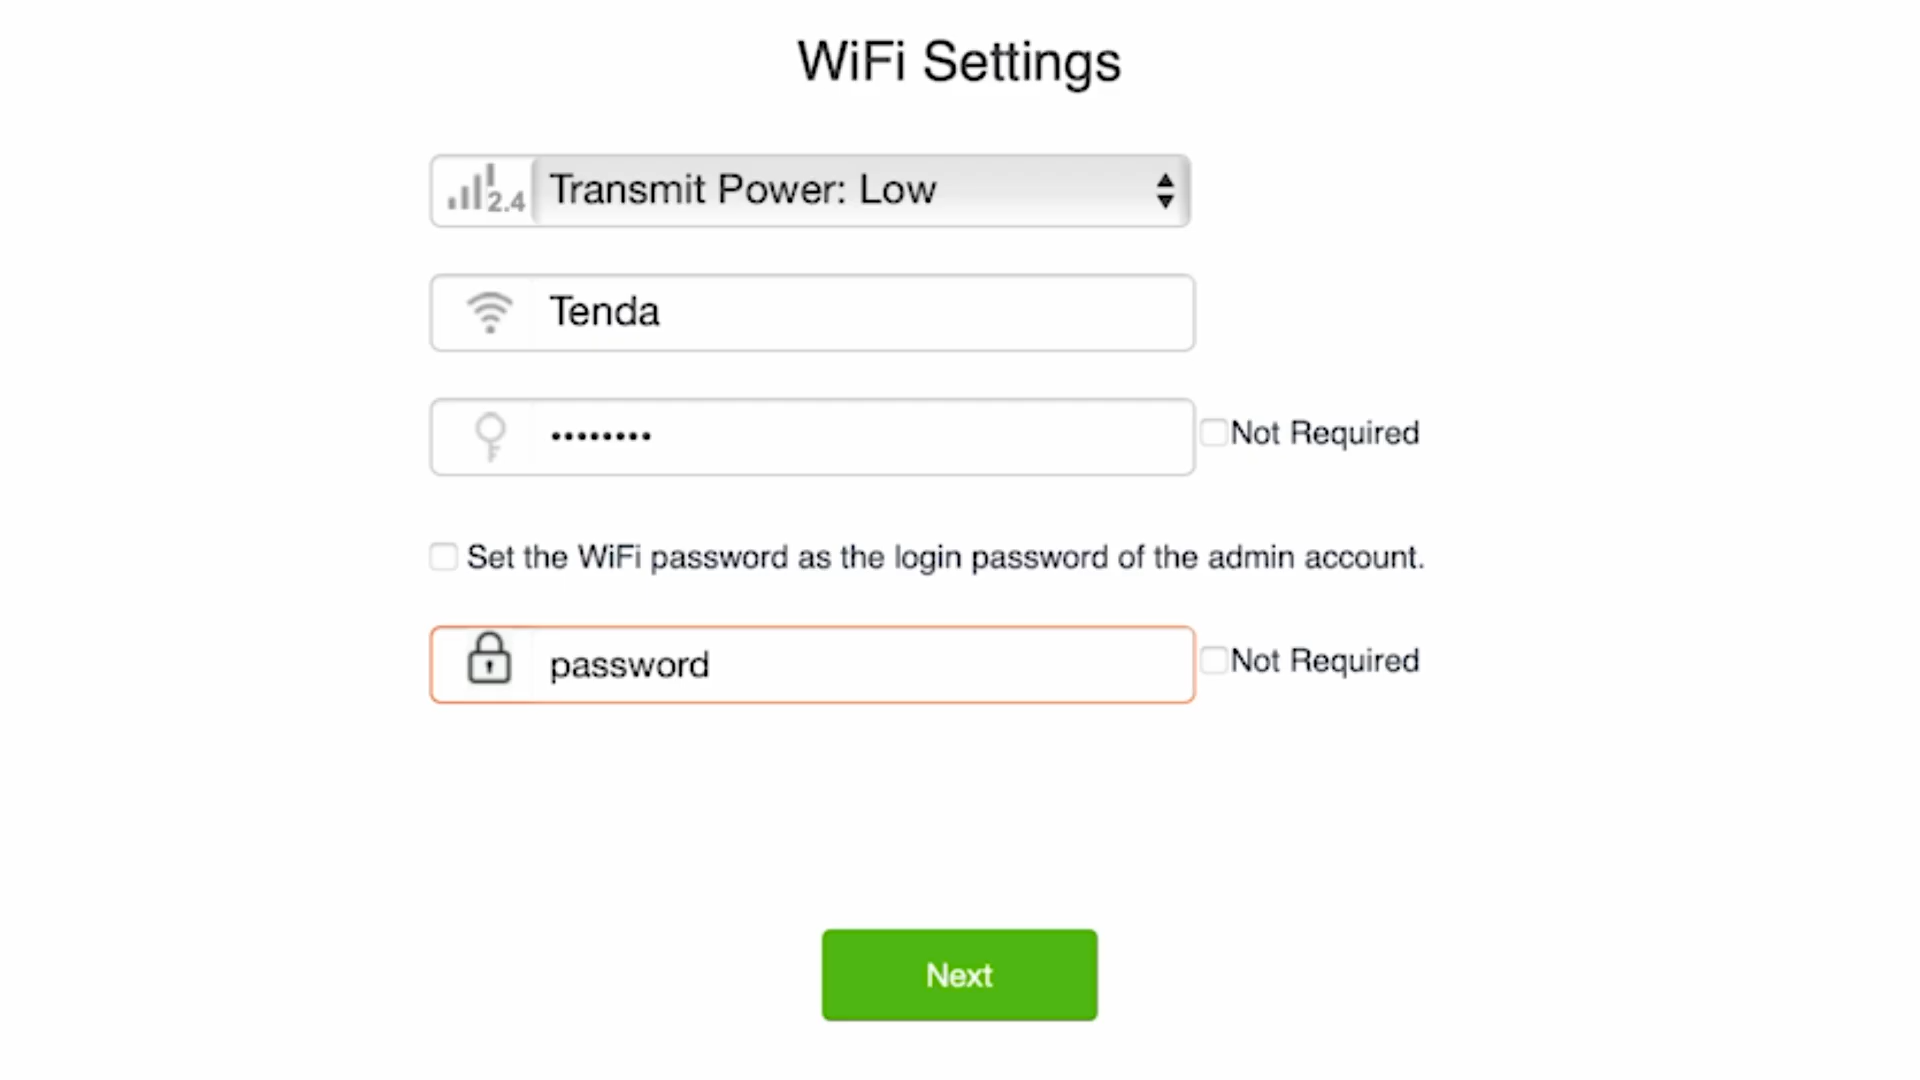 WiFi Settings
2.4 Transmit Power: Low
Tenda
•••••••••
Not Required
Set the WiFi password as the login password of the admin account.
password
Not Required
Next